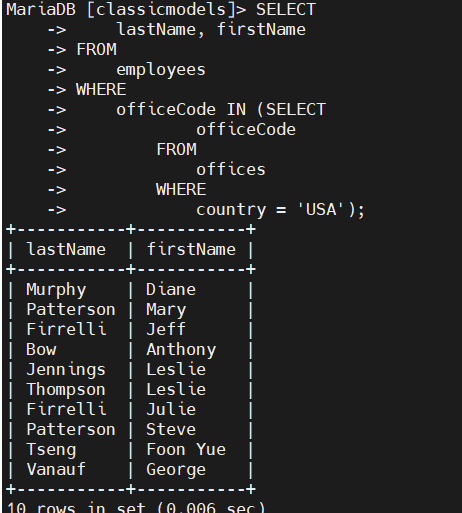 MariaDB [classicmodels]> SELECT
    ->     lastName, firstName
    -> FROM
    ->     employees
    -> WHERE
    ->     officeCode IN (SELECT
    ->             officeCode
    ->         FROM
    ->             offices
    ->         WHERE
    ->             country = 'USA');
+-----------+-----------+
| lastName  | firstName |
+-----------+-----------+
| Murphy    | Diane     |
| Patterson | Mary      |
| Firrelli  | Jeff      |
| Bow       | Anthony   |
| Jennings  | Leslie    |
| Thompson  | Leslie    |
| Firrelli  | Julie     |
| Patterson | Steve     |
| Tseng     | Foon Yue  |
| Vanauf    | George    |
+-----------+-----------+
10 rows in set (0.006 sec)